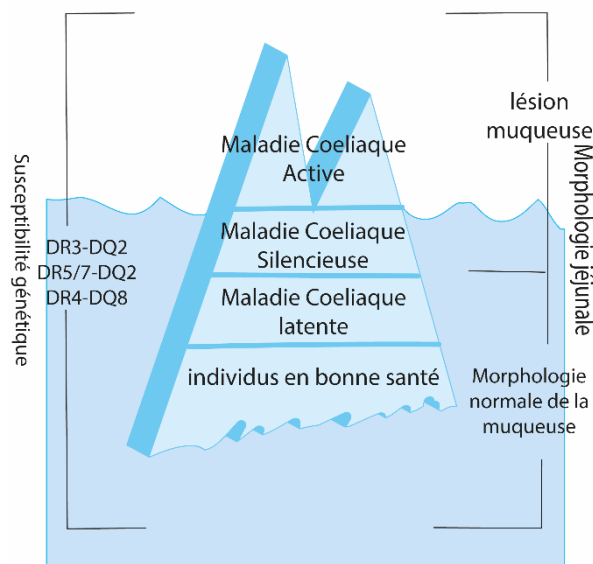 Susceptibilité génétique
DR3-DQ2
DR5/7-DQ2
DR4-DQ8
Maladie Coeliaque
Active
Maladie Coeliaque
Silencieuse
Maladie Coeliaque
latente
individus en bonne santé
lésion
muqueuse
Morphologie jéjunale
Morphologie
normale de la
muqueuse